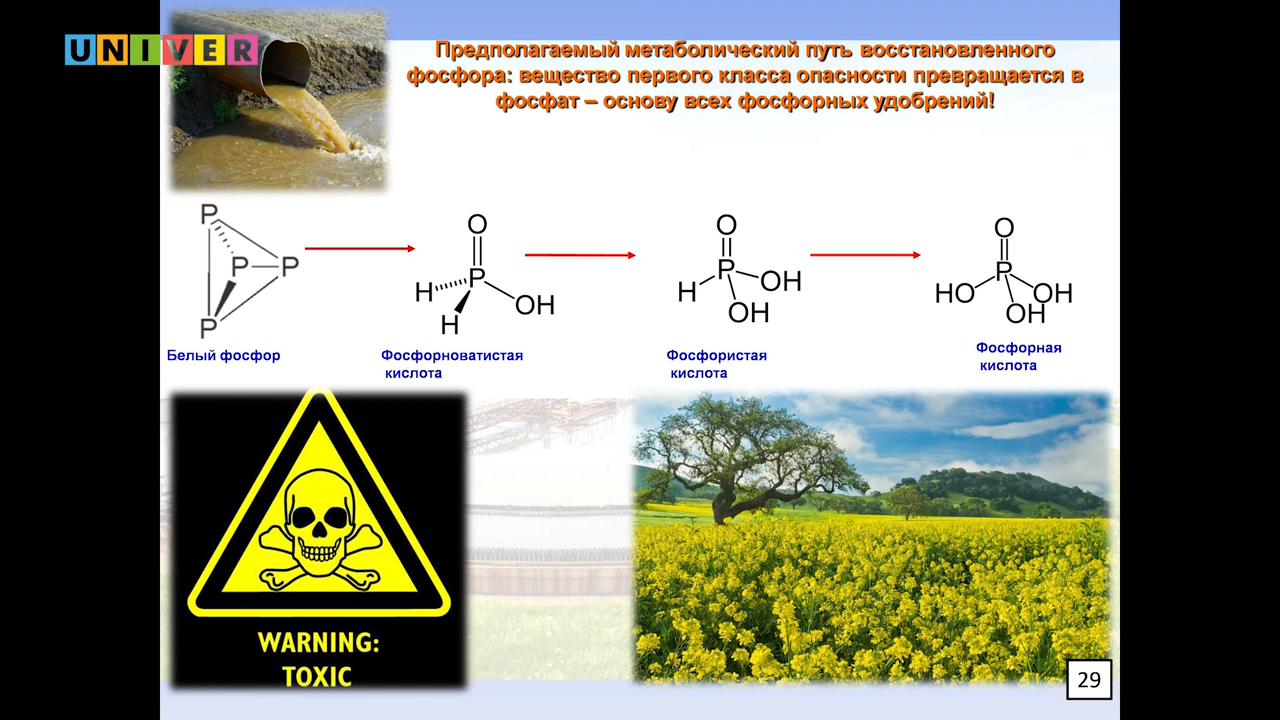 UNIVER
Предполагаемый метаболический путь восстановленного
фосфора: вещество первого класса опасности превращается в
фосфат – основу всех фосфорных удобрений!
P
P
P
P
O
H
P
H
OH
O
P
OH
H
OH
O
P
HO
OH
OH
Белый фосфор
Фосфорноватистая
кислота
Фосфористая
кислота
Фосфорная
кислота
WARNING:
TOXIC
29